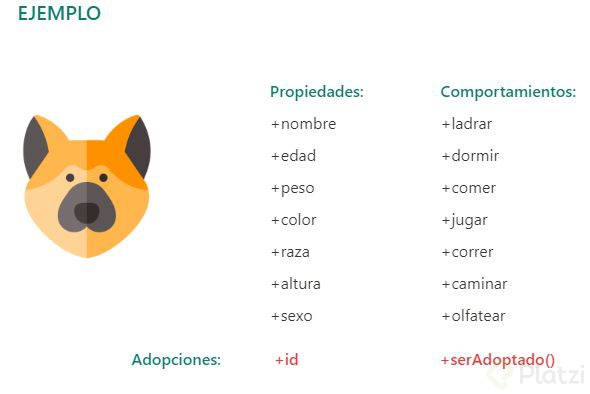 EJEMPLO
Propiedades: Comportamientos:
+nombre +ladrar
+edad +dormir
+peso +comer
+color +jugar
+raza +correr
+altura +caminar
+sexo +olfatear
Adopciones: +id +serAdoptado()
Platzi